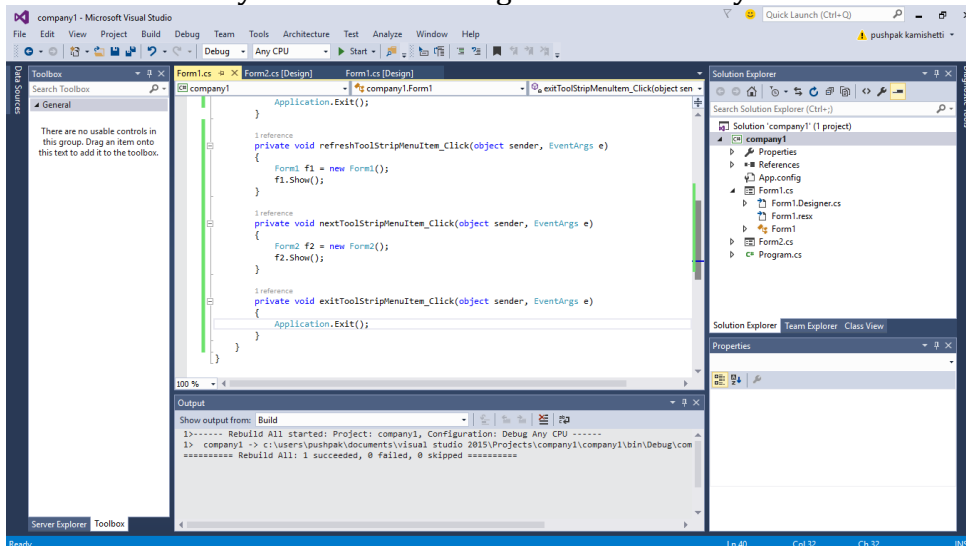 company1 - Microsoft Visual Studio
Quick Launch (Ctrl+Q)
File Edit View Project Build Debug Team Tools Architecture Test Analyze Window Help
pushpak kamishetti
Debug Any CPU Start
Data Sources
Toolbox
Search Toolbox
General
There are no usable controls in
this group. Drag an item onto
this text to add it to the toolbox.
Server Explorer Toolbox
Form1.cs Form2.cs [Design] Form1.cs [Design]
company1 company1.Form1 exitToolStripMenuItem_Click(object sen
Application.Exit();
}
1 reference
private void refreshToolStripMenuItem_Click(object sender, EventArgs e)
{
Form1 f1 = new Form1();
f1.Show();
}
1 reference
private void nextToolStripMenuItem_Click(object sender, EventArgs e)
{
Form2 f2 = new Form2();
f2.Show();
}
1 reference
private void exitToolStripMenuItem_Click(object sender, EventArgs e)
{
Application.Exit();
}
}
}
100 %
Output
Show output from: Build
1>------ Rebuild All started: Project: company1, Configuration: Debug Any CPU ------
1> company1 -> c:\users\pushpak\documents\visual studio 2015\Projects\company1\company1\bin\Debug\com
========== Rebuild All: 1 succeeded, 0 failed, 0 skipped ==========
Solution Explorer
Search Solution Explorer (Ctrl+;)
Solution 'company1' (1 project)
company1
Properties
References
App.config
Form1.cs
Form1.Designer.cs
Form1.resx
Form1
Form2.cs
Program.cs
Solution Explorer Team Explorer Class View
Properties
Ready Ln 40 Col 32 Ch 32 INS